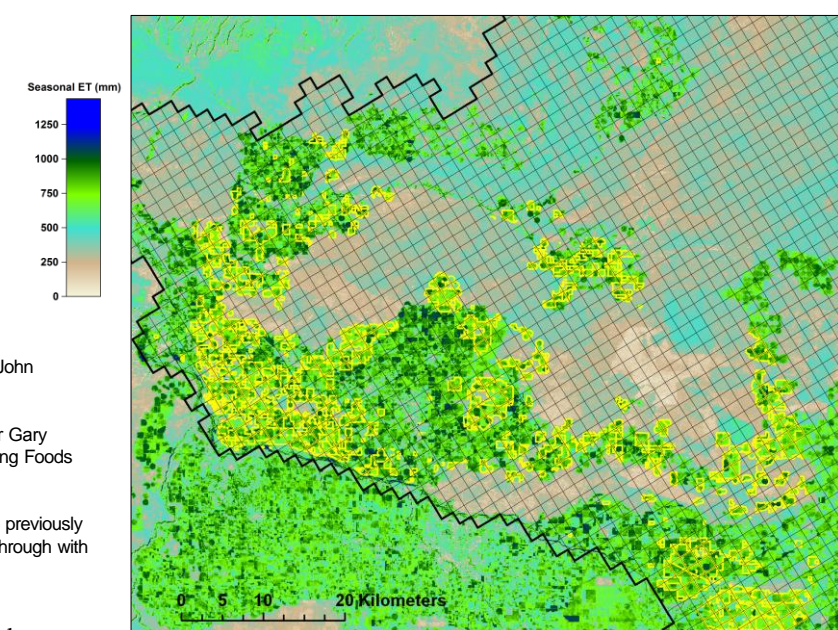 Seasonal ET (mm)
1250
1000
750
500
250
0
John
r Gary
ng Foods
previously
hrough with
0 5 10 20 Kilometers